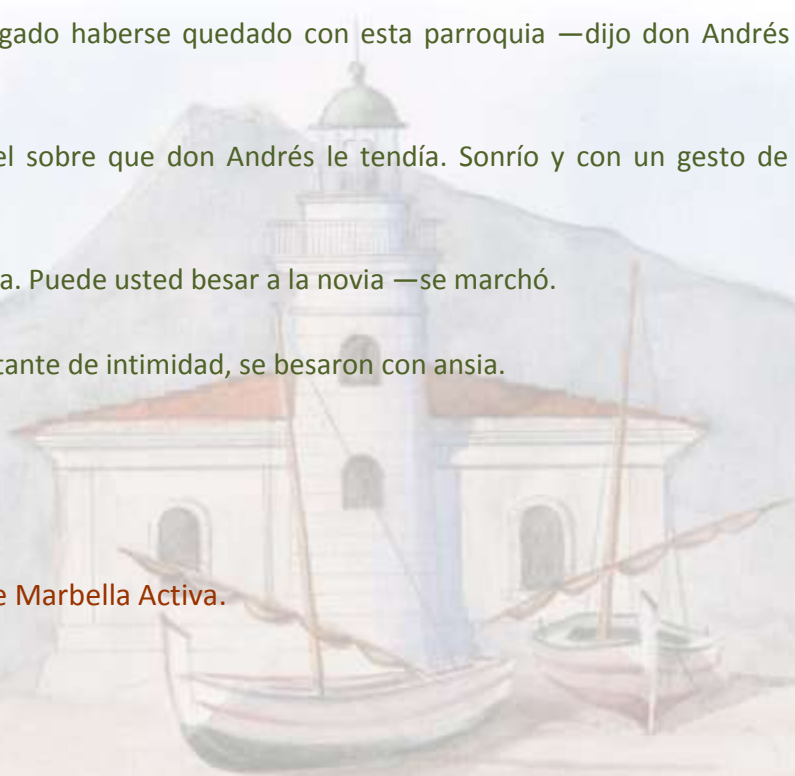 gado haberse quedado con esta parroquia —dijo don Andrés
el sobre que don Andrés le tendía. Sonrío y con un gesto de
a. Puede usted besar a la novia —se marchó.
tante de intimidad, se besaron con ansia.
e Marbella Activa.